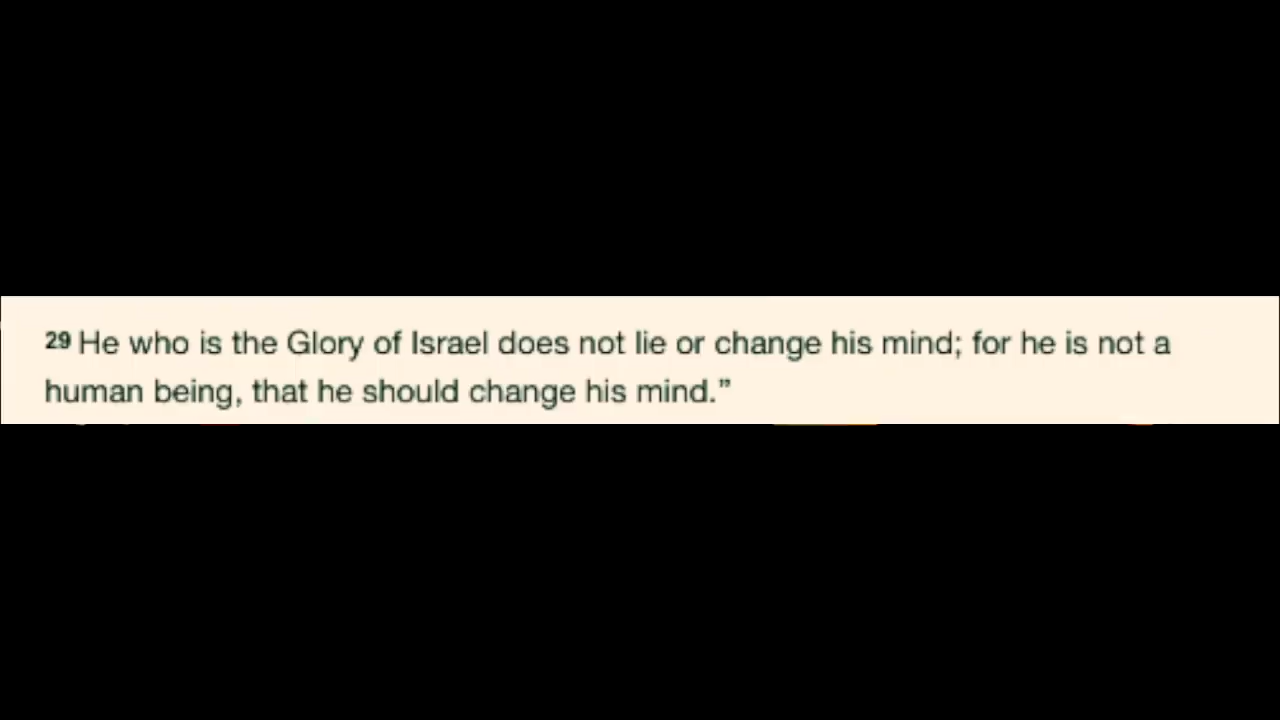 29 He who is the Glory of Israel does not lie or change his mind; for he is not a
human being, that he should change his mind.”